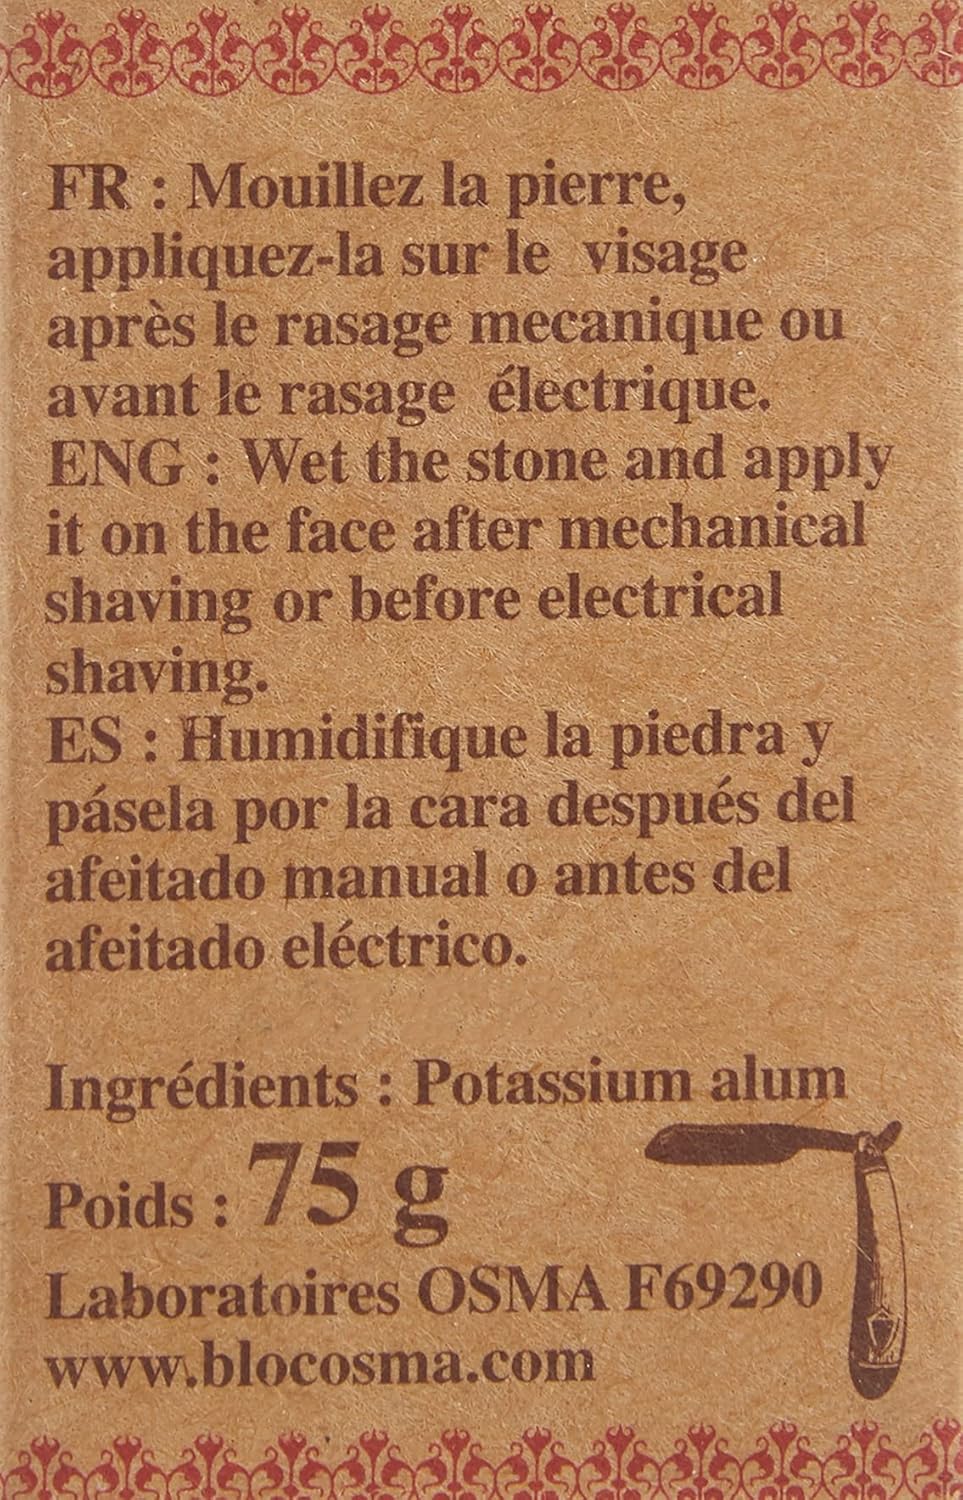 FR : Mouillez la pierre,
appliquez-la sur le visage
après le rasage mecanique ou
avant le rasage électrique.
ENG : Wet the stone and apply
it on the face after mechanical
shaving or before electrical
shaving.
ES : Humidifique la piedra y
pásela por la cara después del
afeitado manual o antes del
afeitado eléctrico.
Ingrédients : Potassium alum
Poids : 75 g
Laboratoires OSMA F69290
www.blocosma.com